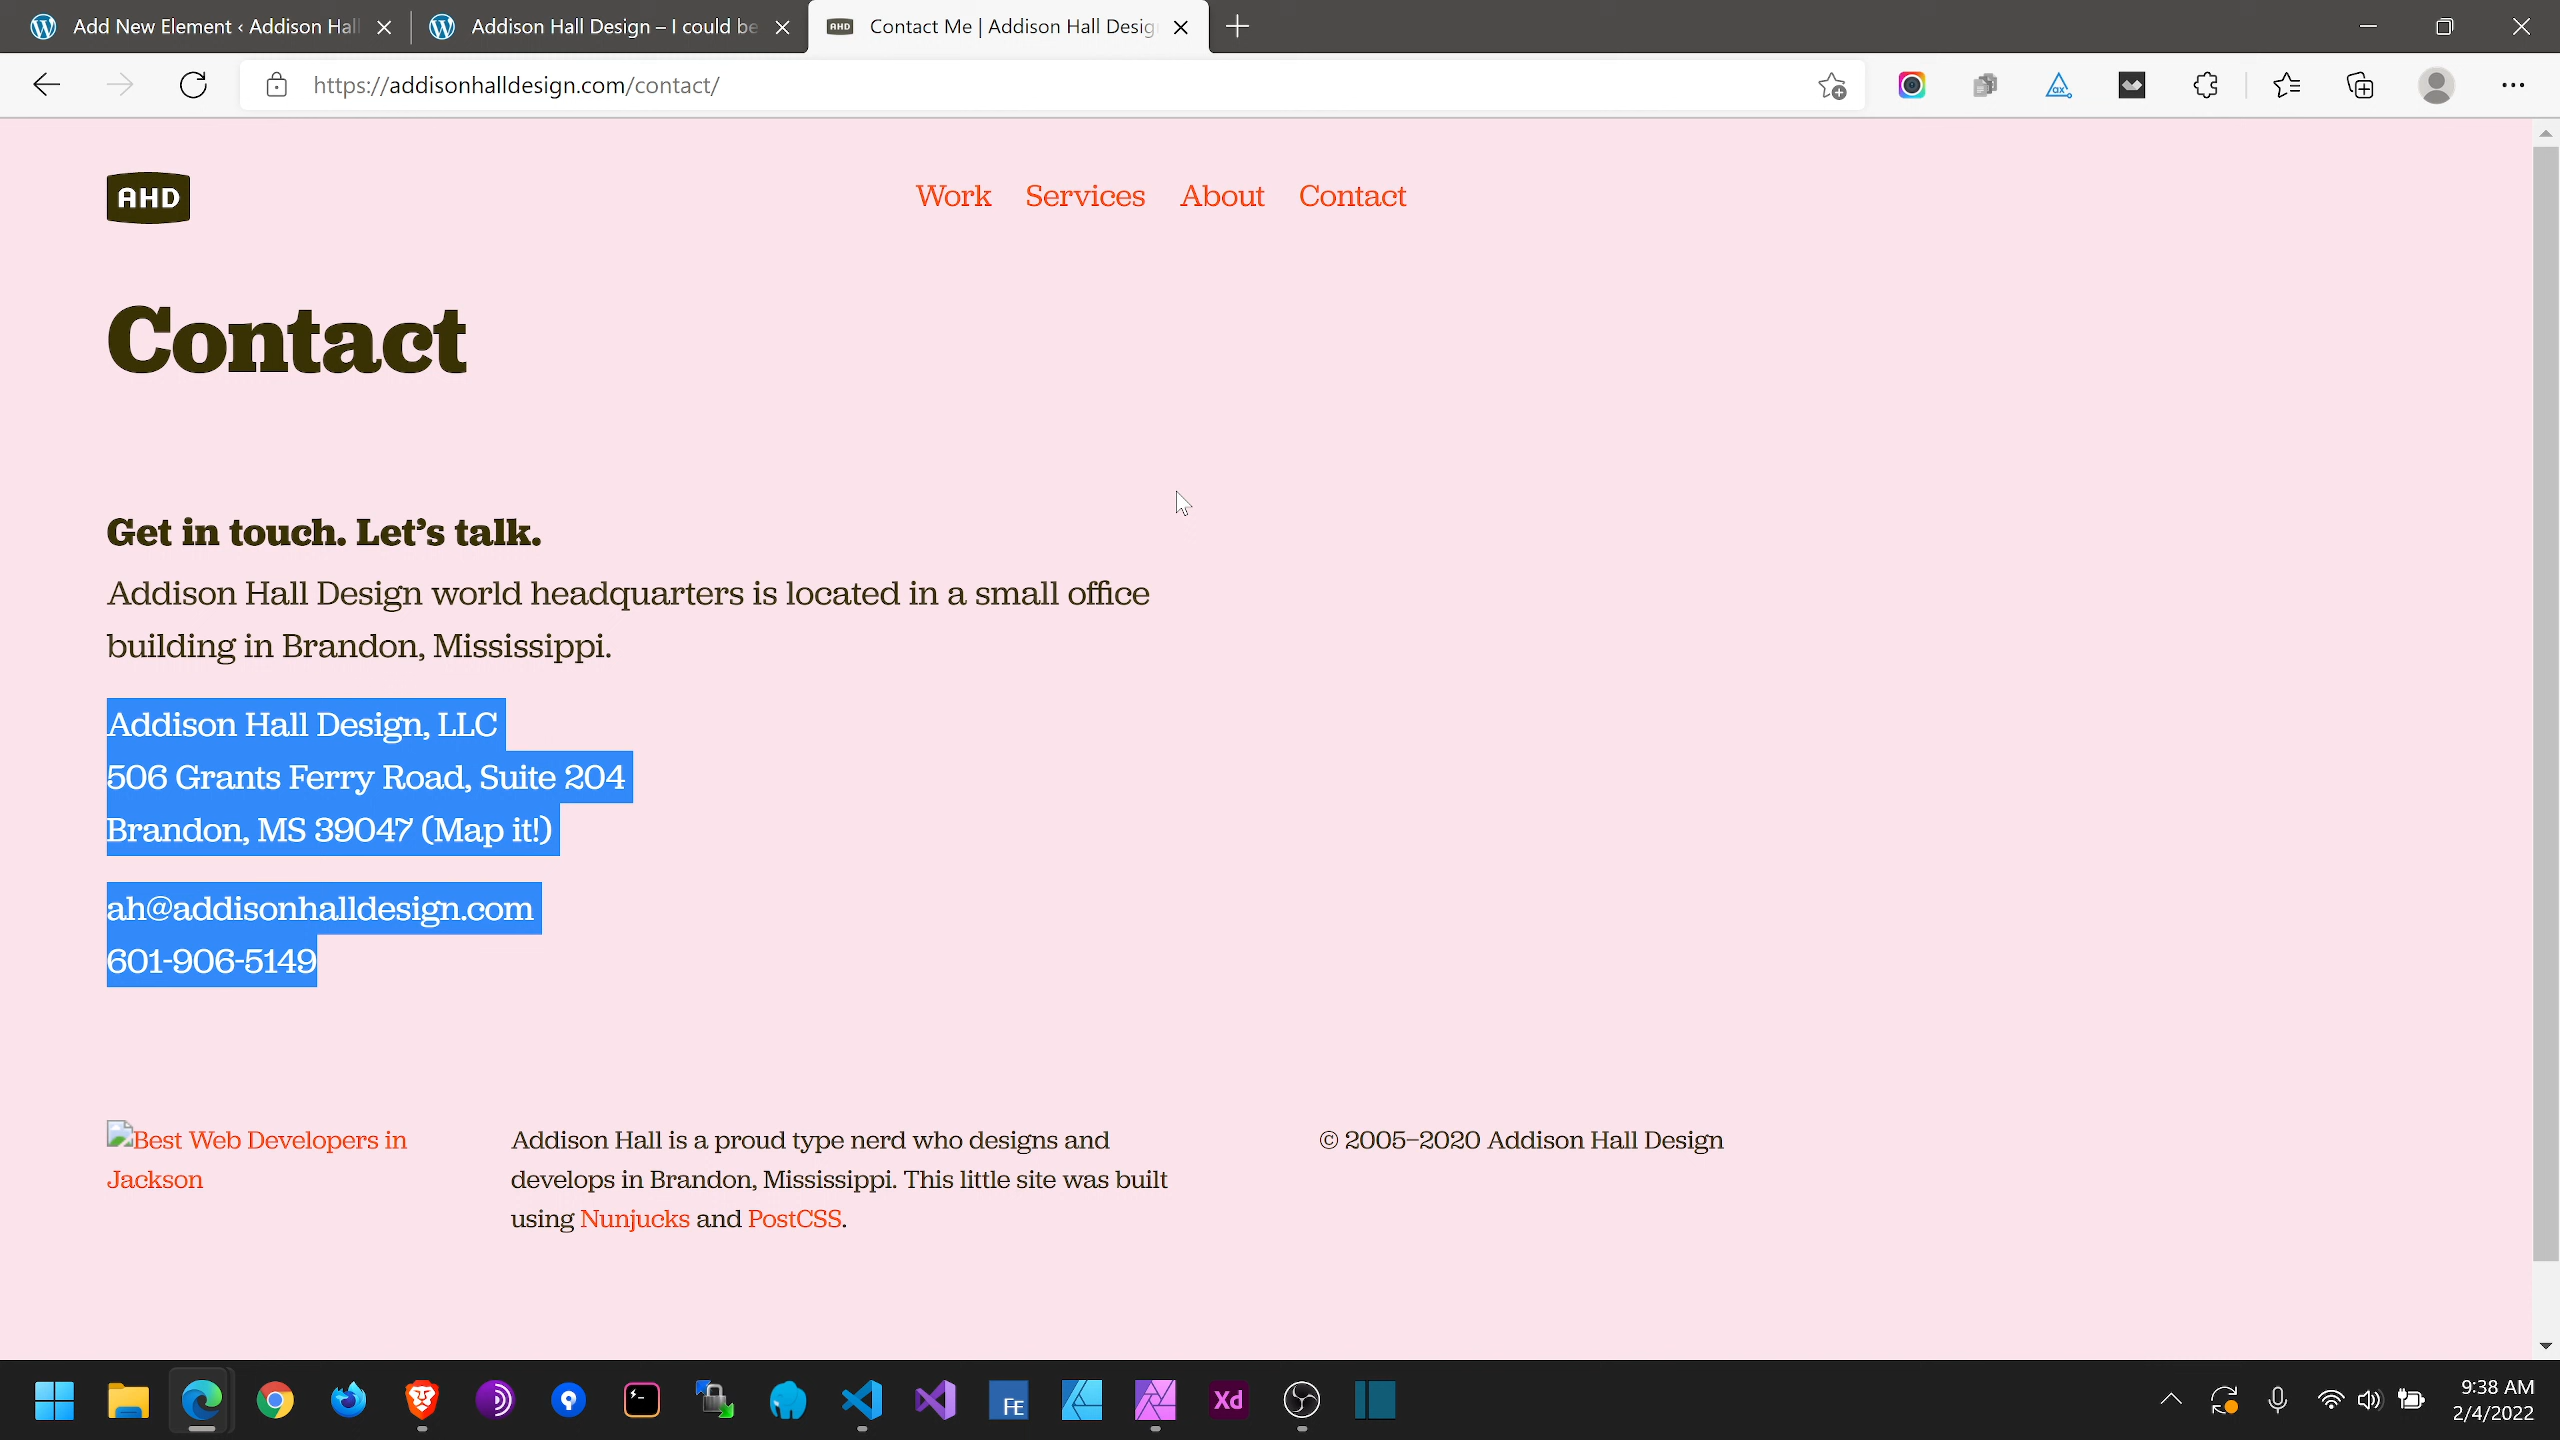 Add New Element ‹ Addison Hall
Addison Hall Design – I could be
AHD
Contact Me | Addison Hall Desig
https://addisonhalldesign.com/contact/
AHD
Work
Services
About
Contact
Contact
Get in touch. Let’s talk.
Addison Hall Design world headquarters is located in a small office
building in Brandon, Mississippi.
Addison Hall Design, LLC
506 Grants Ferry Road, Suite 204
Brandon, MS 39047 (Map it!)
ah@addisonhalldesign.com
601-906-5149
Best Web Developers in
Jackson
Addison Hall is a proud type nerd who designs and
develops in Brandon, Mississippi. This little site was built
using Nunjucks and PostCSS.
© 2005–2020 Addison Hall Design
FE
Xd
9:38 AM
2/4/2022